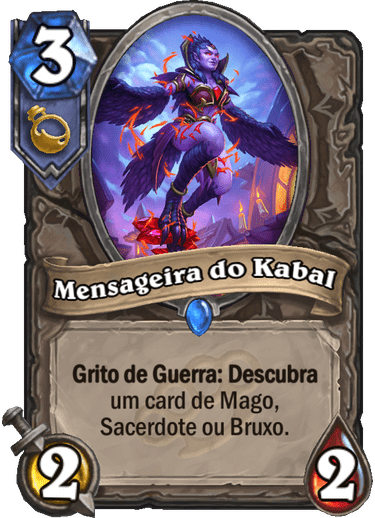 3
Mensageira do Kabal
Grito de Guerra: Descubra
um card de Mago,
Sacerdote ou Bruxo.
2
2